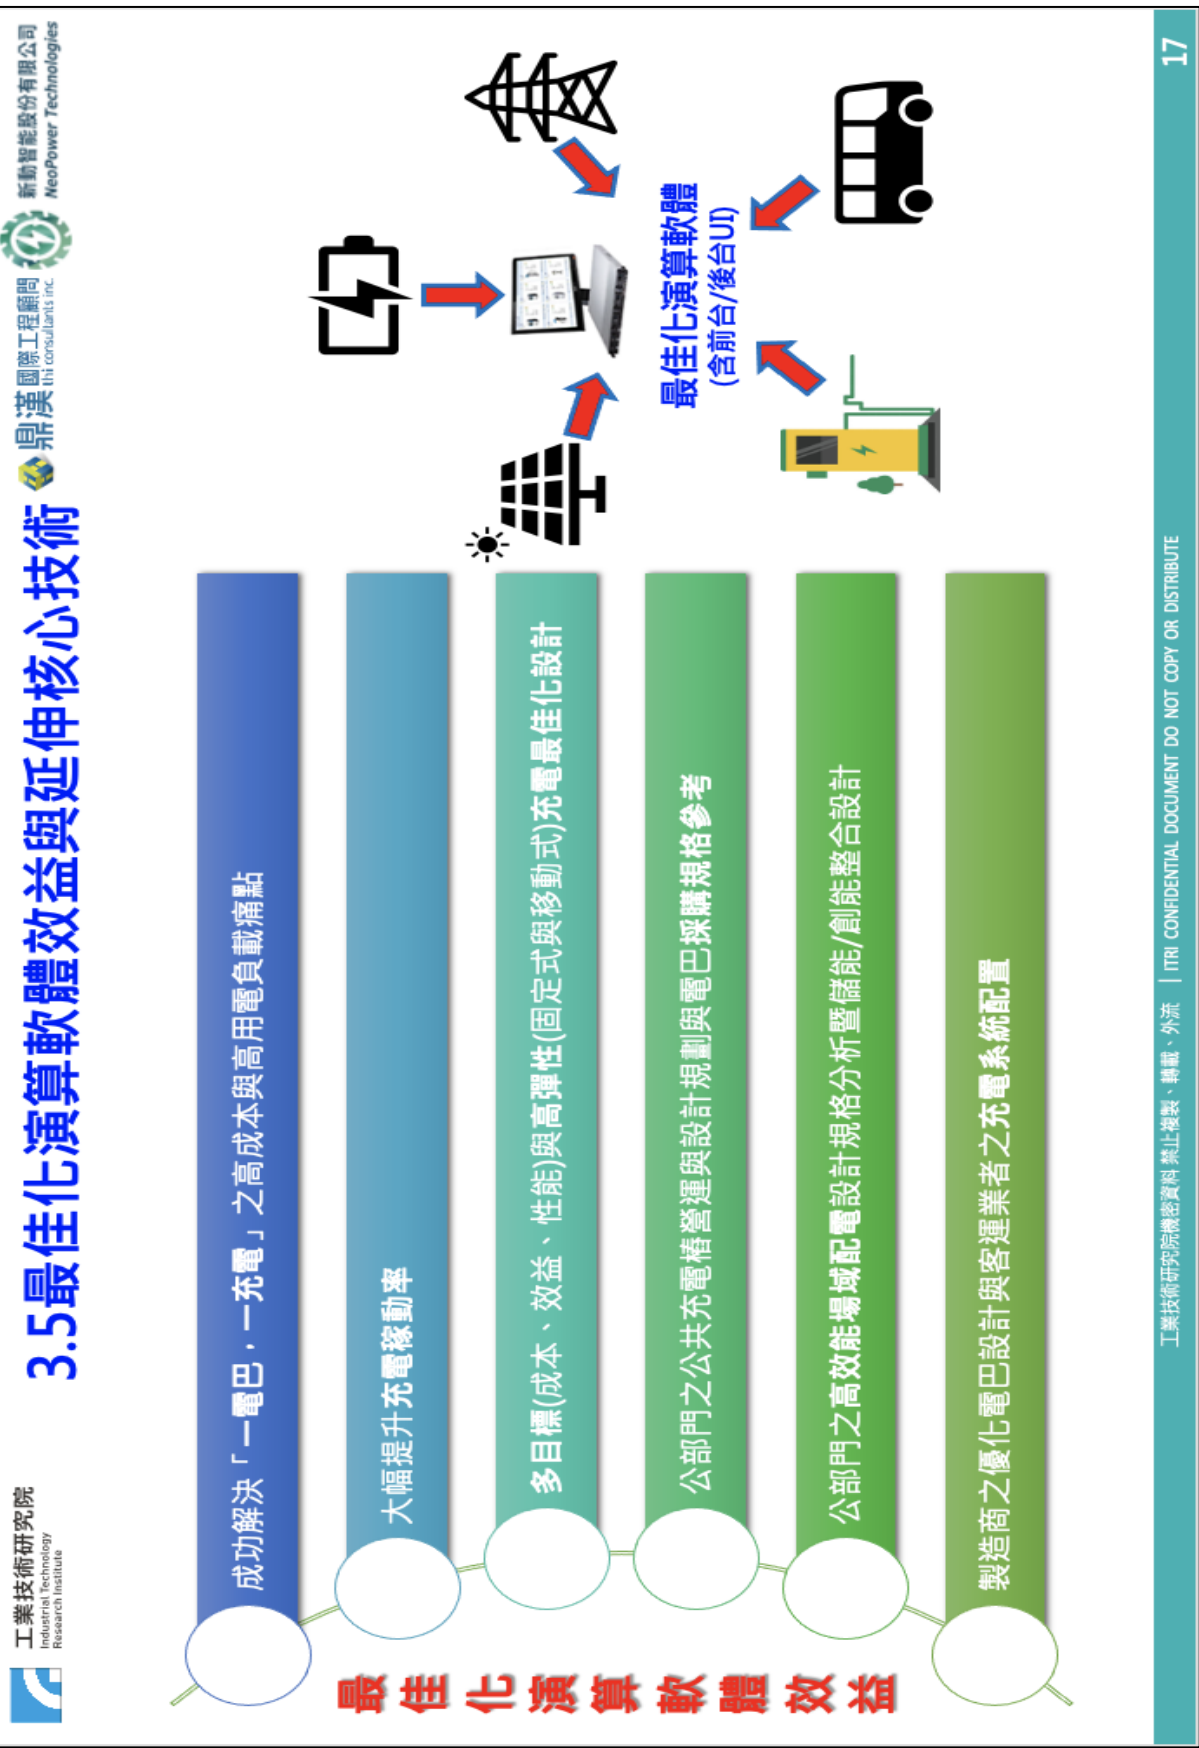 工業技術研究院
Industrial Technology
Research Institute
3.5最佳化演算軟體效益與延伸核心技術
鼎漢國際工程顧問
thi consultants inc.
新動智能股份有限公司
NeoPower Technologies
最佳化演算軟體效益
成功解決「一電巴，一充電」之高成本與高用電負載痛點
大幅提升充電稼動率
多目標(成本、效益、性能)與高彈性(固定式與移動式)充電最佳化設計
公部門之公共充電樁營運與設計規劃與電巴採購規格參考
公部門之高效能場域配電設計規格分析暨儲能/創能整合設計
製造商之優化電巴設計與客運業者之充電系統配置
最佳化演算軟體
(含前台/後台UI)
工業技術研究院機密資料 禁止複製、轉載、外流 | ITRI CONFIDENTIAL DOCUMENT DO NOT COPY OR DISTRIBUTE
17